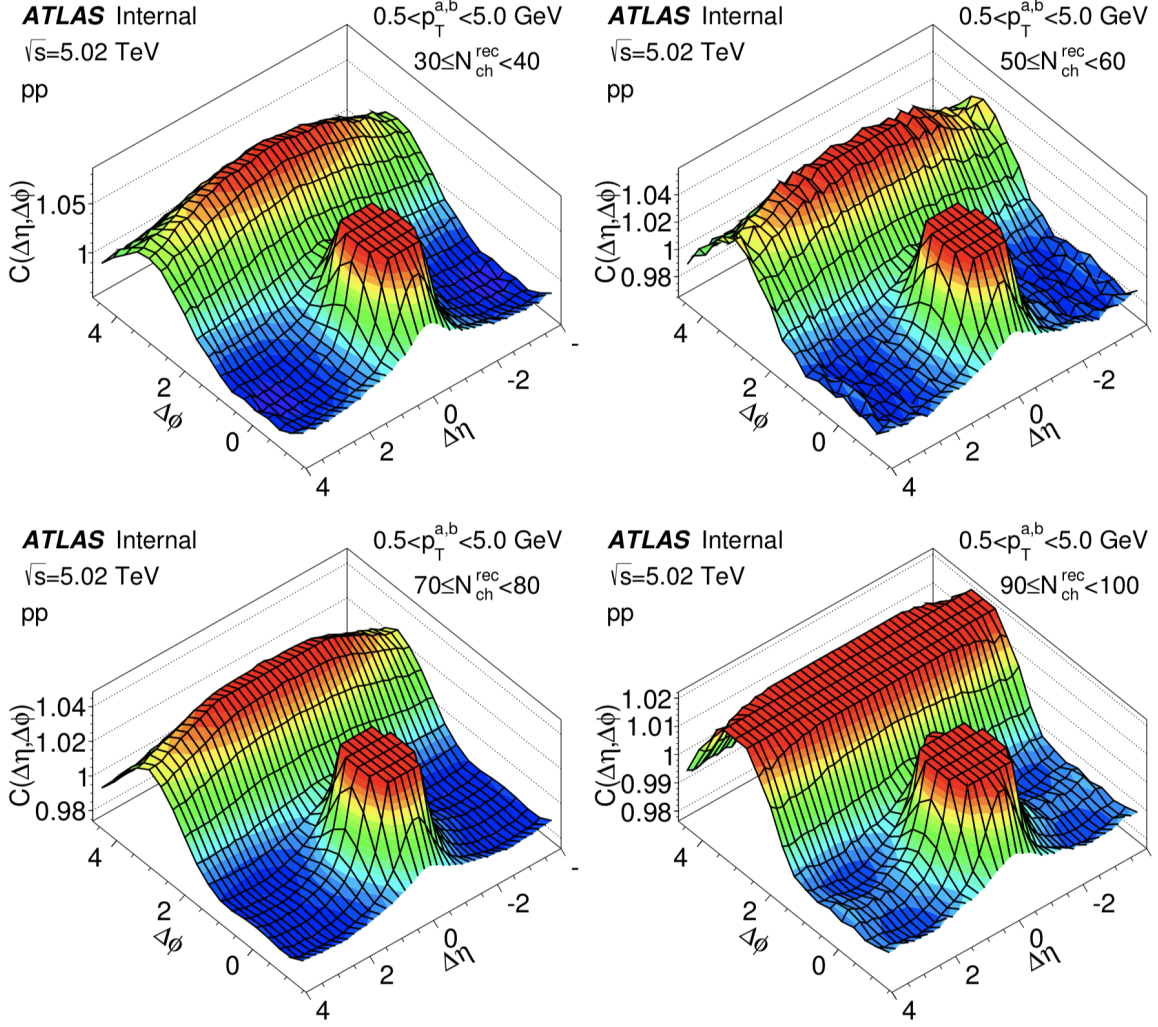 ATLAS Internal
√s=5.02 TeV
pp
0.5<p_T^{a,b}<5.0 GeV
30≤N_ch^rec<40
C(Δη,Δϕ)
1.05
1
4
2
0
Δϕ
4
2
0
-2
-
Δη
ATLAS Internal
√s=5.02 TeV
pp
0.5<p_T^{a,b}<5.0 GeV
50≤N_ch^rec<60
C(Δη,Δϕ)
1.04
1.02
1
0.98
4
2
0
Δϕ
4
2
0
-2
Δη
ATLAS Internal
√s=5.02 TeV
pp
0.5<p_T^{a,b}<5.0 GeV
70≤N_ch^rec<80
C(Δη,Δϕ)
1.04
1.02
1
0.98
4
2
0
Δϕ
4
2
0
-2
-
Δη
ATLAS Internal
√s=5.02 TeV
pp
0.5<p_T^{a,b}<5.0 GeV
90≤N_ch^rec<100
C(Δη,Δϕ)
1.02
1.01
1
0.99
0.98
4
2
0
Δϕ
4
2
0
-2
Δη